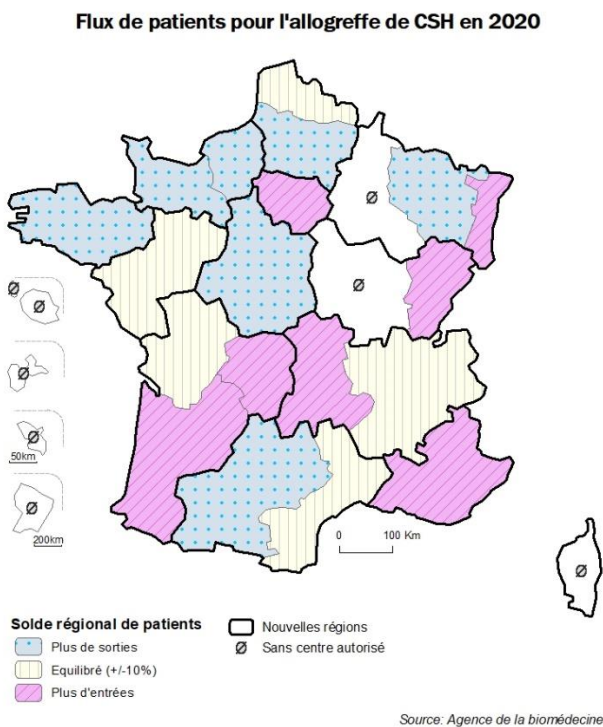 Flux de patients pour l'allogreffe de CSH en 2020
50km
200km
0 100 Km
Solde régional de patients
Plus de sorties
Equilibré (+/-10%)
Plus d'entrées
Nouvelles régions
Sans centre autorisé
Source: Agence de la biomédecine